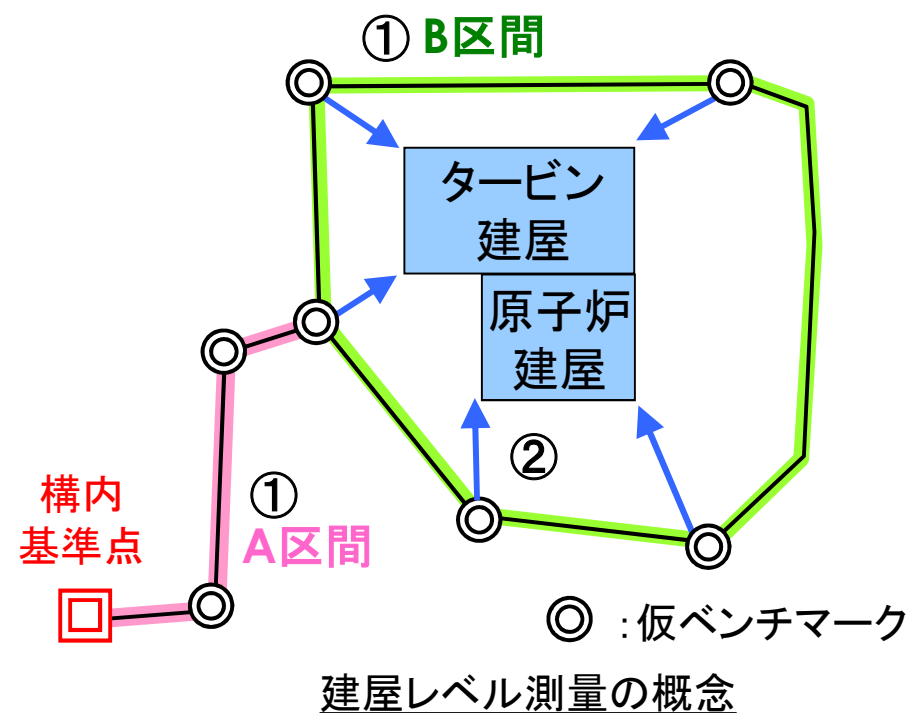 ① B区間
タービン
建屋
原子炉
建屋
②
①
A区間
構内
基準点
◎ :仮ベンチマーク
建屋レベル測量の概念